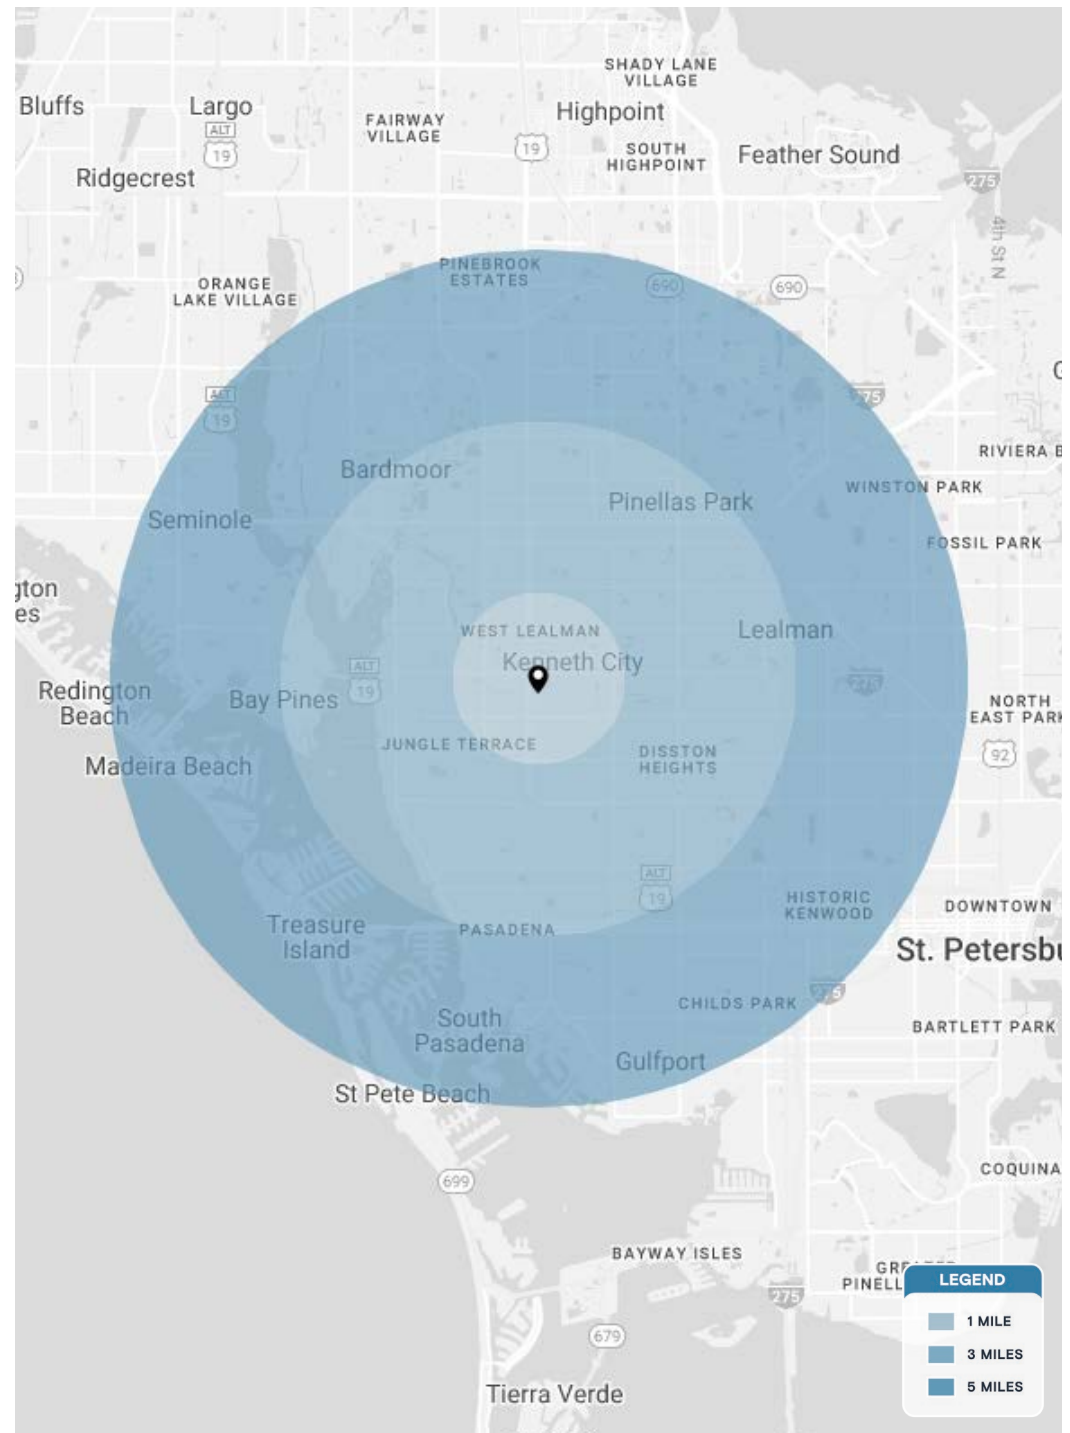 SHADY LANE
VILLAGE
Bluffs
Largo
Highpoint
FAIRWAY
VILLAGE
ALT
19
19
SOUTH
HIGHPOINT
Feather Sound
Ridgecrest
275
4th St N
PINEBROOK
ESTATES
ORANGE
LAKE VILLAGE
690
690
ALT
19
75
RIVIERA B
Bardmoor
WINSTON PARK
Pinellas Park
Seminole
FOSSIL PARK
gton
es
WEST LEALMAN
Lealman
Kenneth City
ALT
19
275
Redington
Beach
Bay Pines
NORTH
EAST PARK
JUNGLE TERRACE
DISSTON
HEIGHTS
92
Madeira Beach
ALT
19
HISTORIC
KENWOOD
DOWNTOWN
Treasure
Island
PASADENA
St. Petersbu
CHILDS PARK
275
South
Pasadena
BARTLETT PARK
Gulfport
St Pete Beach
COQUINA
699
BAYWAY ISLES
PINELL
275
LEGEND
1 MILE
3 MILES
5 MILES
679
Tierra Verde